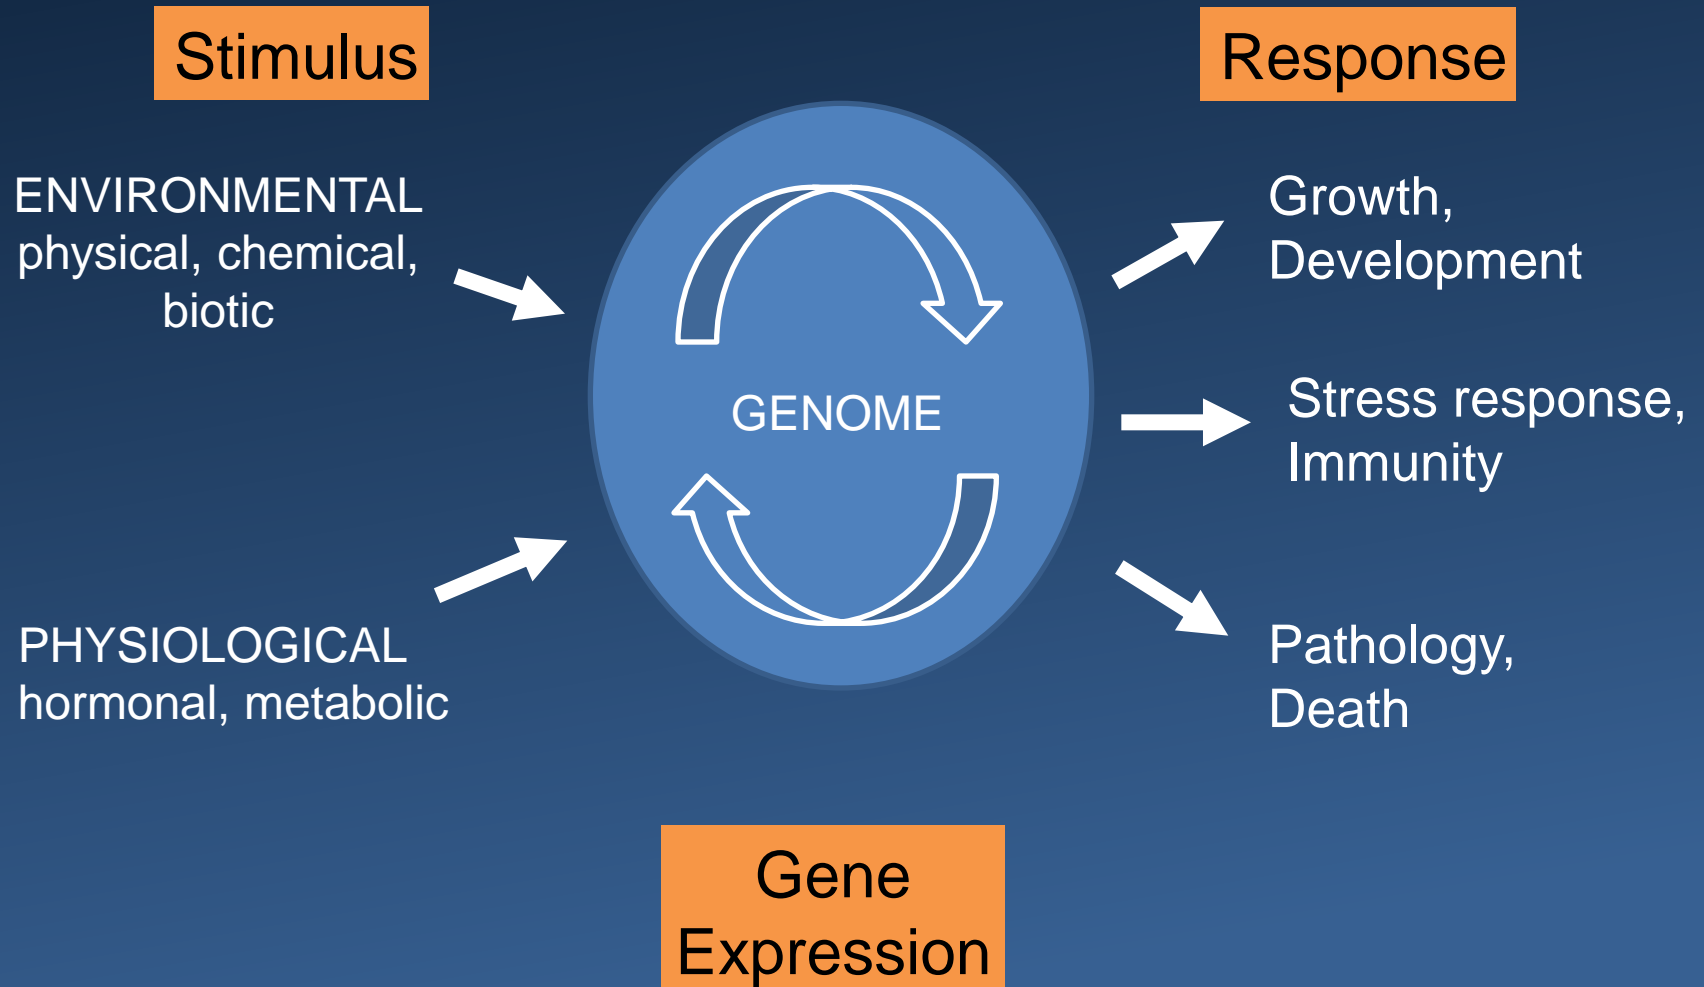 Stimulus
Response
ENVIRONMENTAL
physical, chemical,
biotic
PHYSIOLOGICAL
hormonal, metabolic
GENOME
Growth,
Development
Stress response,
Immunity
Pathology,
Death
Gene
Expression